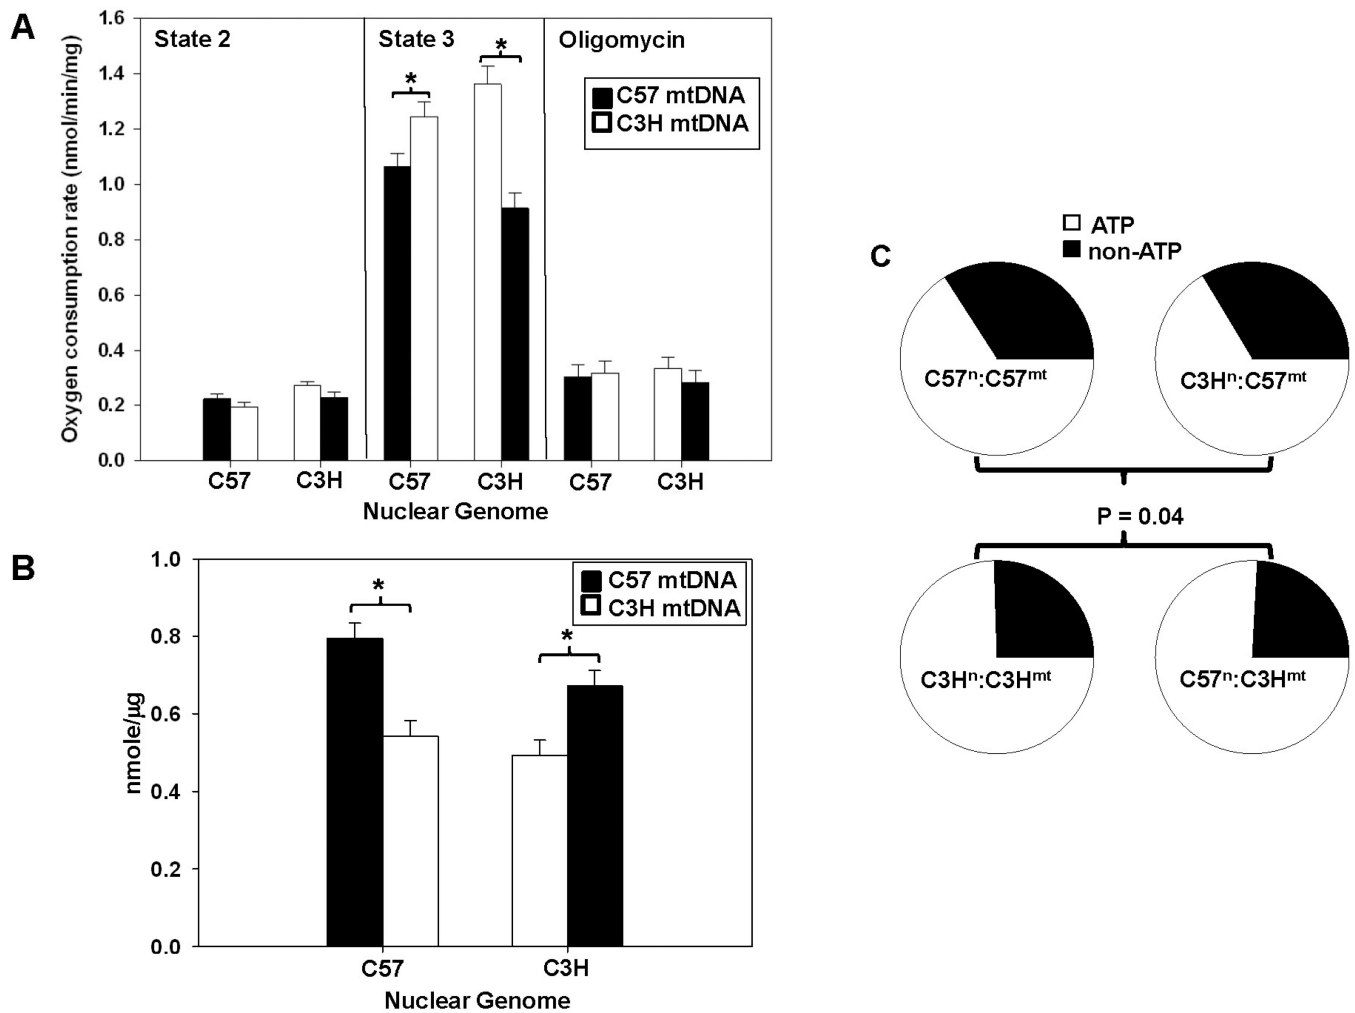 A
Oxygen consumption rate (nmol/min/mg)
1.6
1.4
1.2
1.0
0.8
0.6
0.4
0.2
0.0
State 2
State 3
Oligomycin
*
*
C57 mtDNA
C3H mtDNA
C57
C3H
C57
C3H
C57
C3H
Nuclear Genome
B
nmole/µg
1.0
0.8
0.6
0.4
0.2
0.0
*
*
C57 mtDNA
C3H mtDNA
C57
C3H
Nuclear Genome
C
ATP
non-ATP
C57ⁿ:C57ᵐᵗ
C3Hⁿ:C57ᵐᵗ
P = 0.04
C3Hⁿ:C3Hᵐᵗ
C57ⁿ:C3Hᵐᵗ